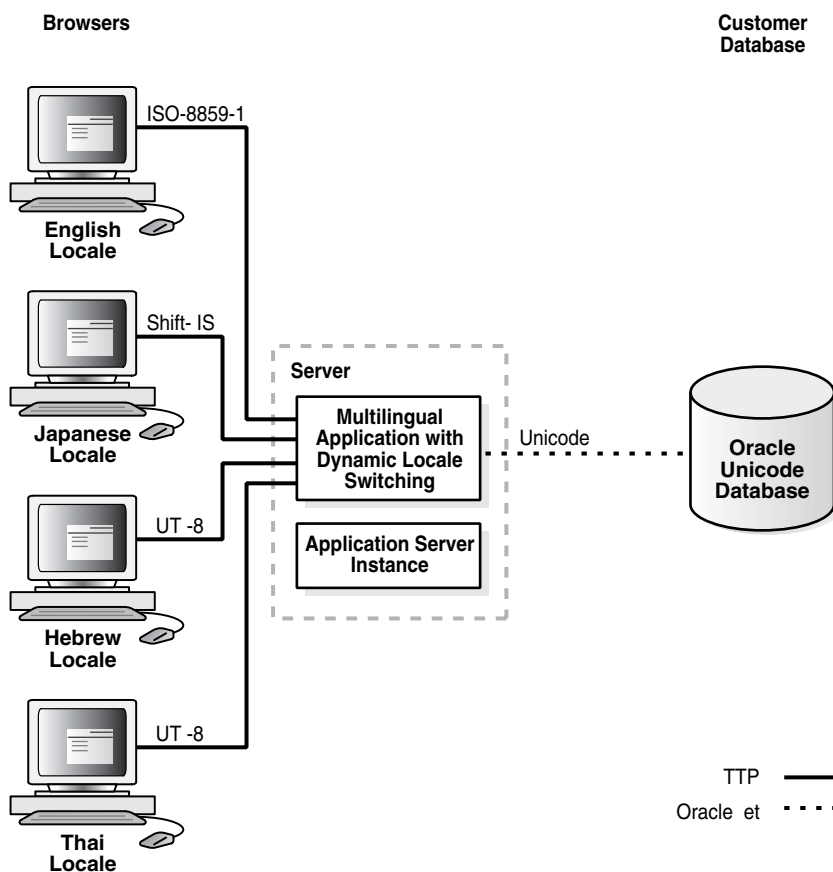 Browsers
Customer
Database
ISO-8859-1
English
Locale
Shift- IS
Japanese
Locale
UT -8
Hebrew
Locale
UT -8
Thai
Locale
Server
Multilingual
Application with
Dynamic Locale
Switching
Application Server
Instance
Unicode
Oracle
Unicode
Database
TTP
Oracle et